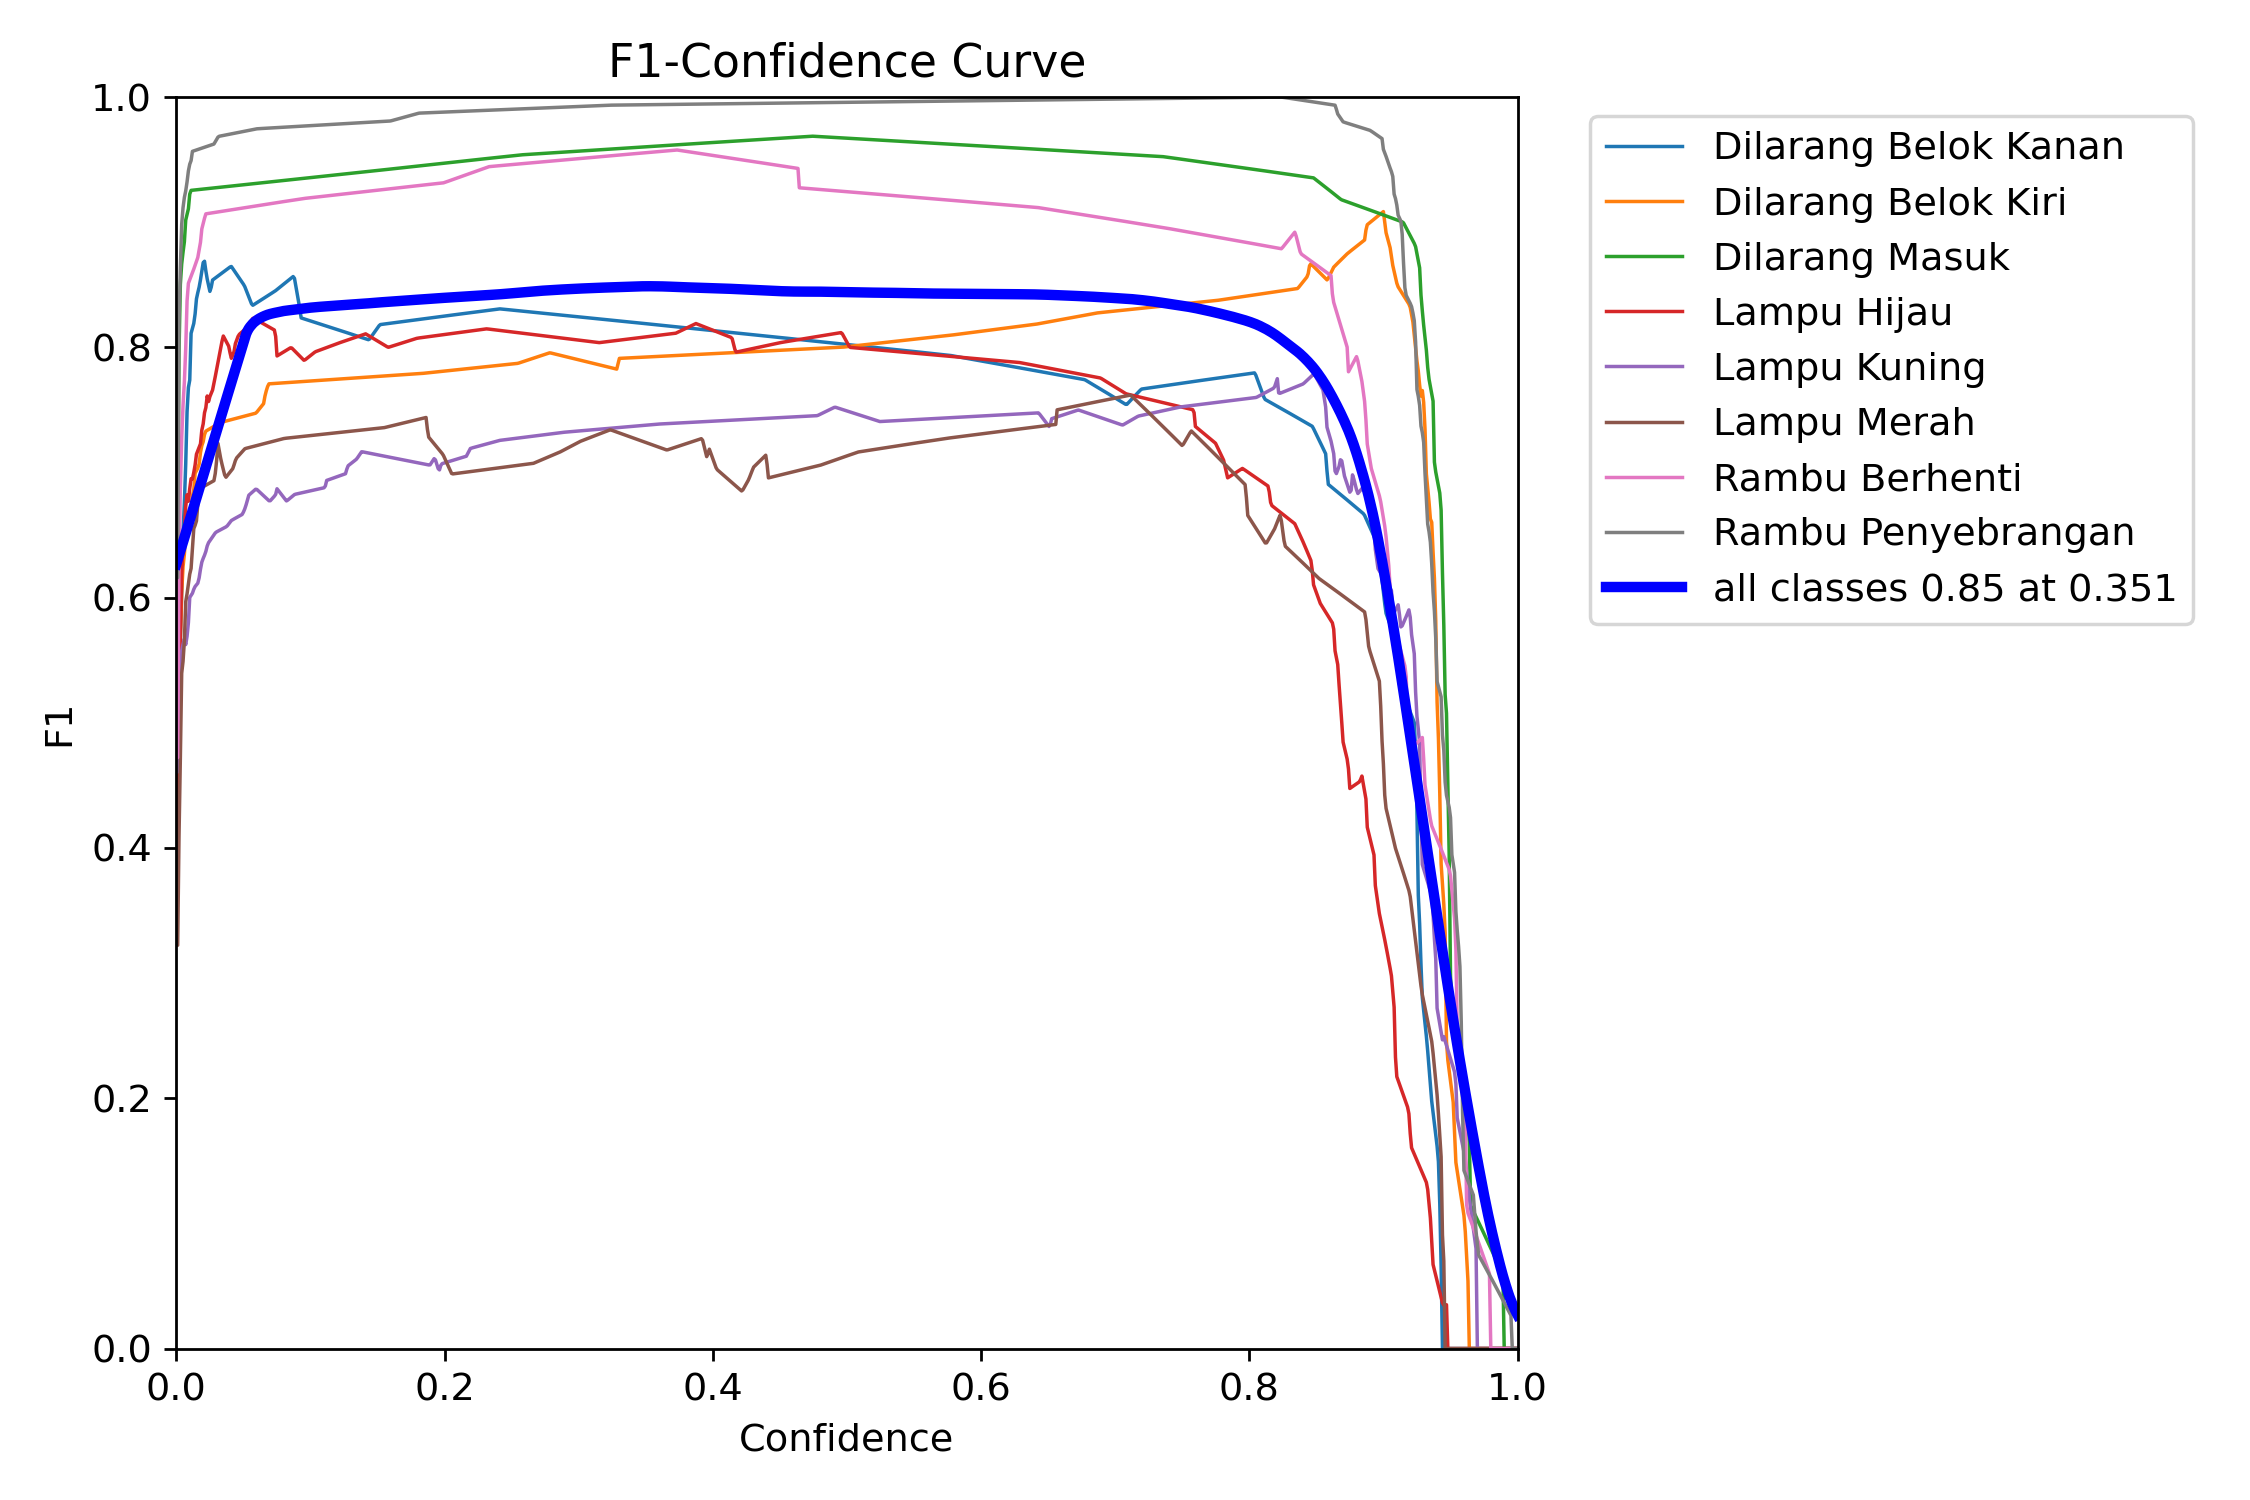 F1-Confidence Curve
1.0
0.8
0.6
0.4
0.2
0.0
F1
0.0 0.2 0.4 0.6 0.8 1.0
Confidence
Dilarang Belok Kanan
Dilarang Belok Kiri
Dilarang Masuk
Lampu Hijau
Lampu Kuning
Lampu Merah
Rambu Berhenti
Rambu Penyebrangan
all classes 0.85 at 0.351